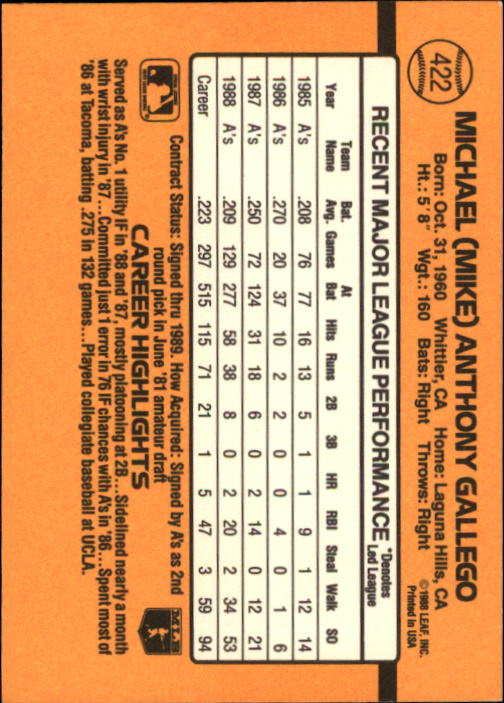 422
MICHAEL (MIKE) ANTHONY GALLEGO
Born: Oct. 31, 1960 Whittier, CA Home: Laguna Hills, CA
Ht.: 5'8" Wgt.: 160 Bats: Right Throws: Right
©1988 LEAF, INC.
Printed in USA
RECENT MAJOR LEAGUE PERFORMANCE
*Denotes
Led League
Year Team Name Bat. Avg. Games At Bat Hits Runs 2B 3B HR RBI Steal Walk SO
1985 A's .208 76 77 16 13 5 1 1 9 1 12 14
1986 A's .270 20 37 10 2 2 0 0 4 0 1 6
1987 A's .250 72 124 31 18 6 0 2 14 0 12 21
1988 A's .209 129 277 58 38 8 0 2 20 2 34 53
Career .223 297 515 115 71 21 1 5 47 3 59 94
Contract Status: Signed thru 1989. How Acquired: Signed by A's as 2nd
round pick in June '81 amateur draft
MLB
CAREER HIGHLIGHTS
Served as A's No. 1 utility IF in '88 and '87, mostly platooning at 2B...Sidelined nearly a month
with wrist injury in '87...Committed just 1 error in 76 IF chances with A's in '86...Spent most of
'86 at Tacoma, batting .275 in 132 games...Played collegiate baseball at UCLA.